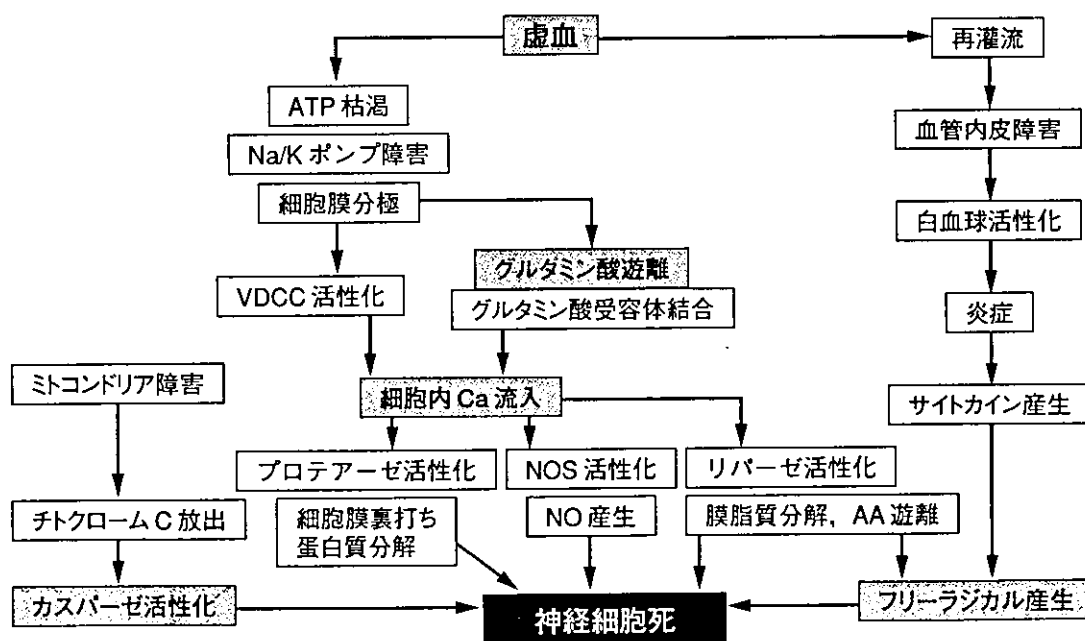 虚血
再灌流
ATP 枯渇
Na/K ポンプ障害
血管内皮障害
細胞膜分極
白血球活性化
グルタミン酸遊離
VDCC 活性化
グルタミン酸受容体結合
炎症
ミトコンドリア障害
細胞内 Ca 流入
サイトカイン産生
プロテアーゼ活性化
NOS 活性化
リパーゼ活性化
チトクローム C 放出
細胞膜裏打ち
蛋白質分解
NO 産生
膜脂質分解，AA 遊離
カスパーゼ活性化
神経細胞死
フリーラジカル産生